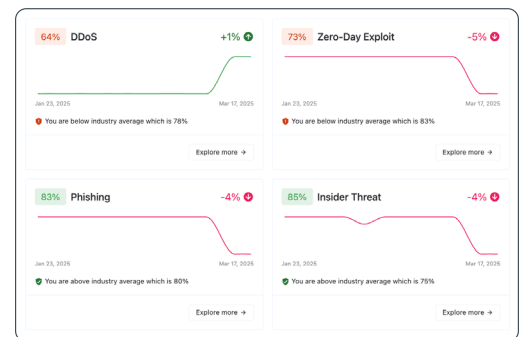 64% DDoS +1%
Jan 23, 2025 Mar 17, 2025
You are below industry average which is 78%
Explore more →
73% Zero-Day Exploit -5%
Jan 23, 2025 Mar 17, 2025
You are below industry average which is 83%
Explore more →
83% Phishing -4%
Jan 23, 2025 Mar 17, 2025
You are above industry average which is 80%
Explore more →
85% Insider Threat -4%
Jan 23, 2025 Mar 17, 2025
You are above industry average which is 75%
Explore more →